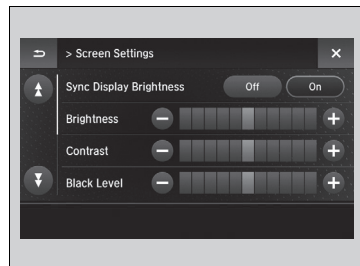 > Screen Settings
Sync Display Brightness Off On
Brightness
Contrast
Black Level